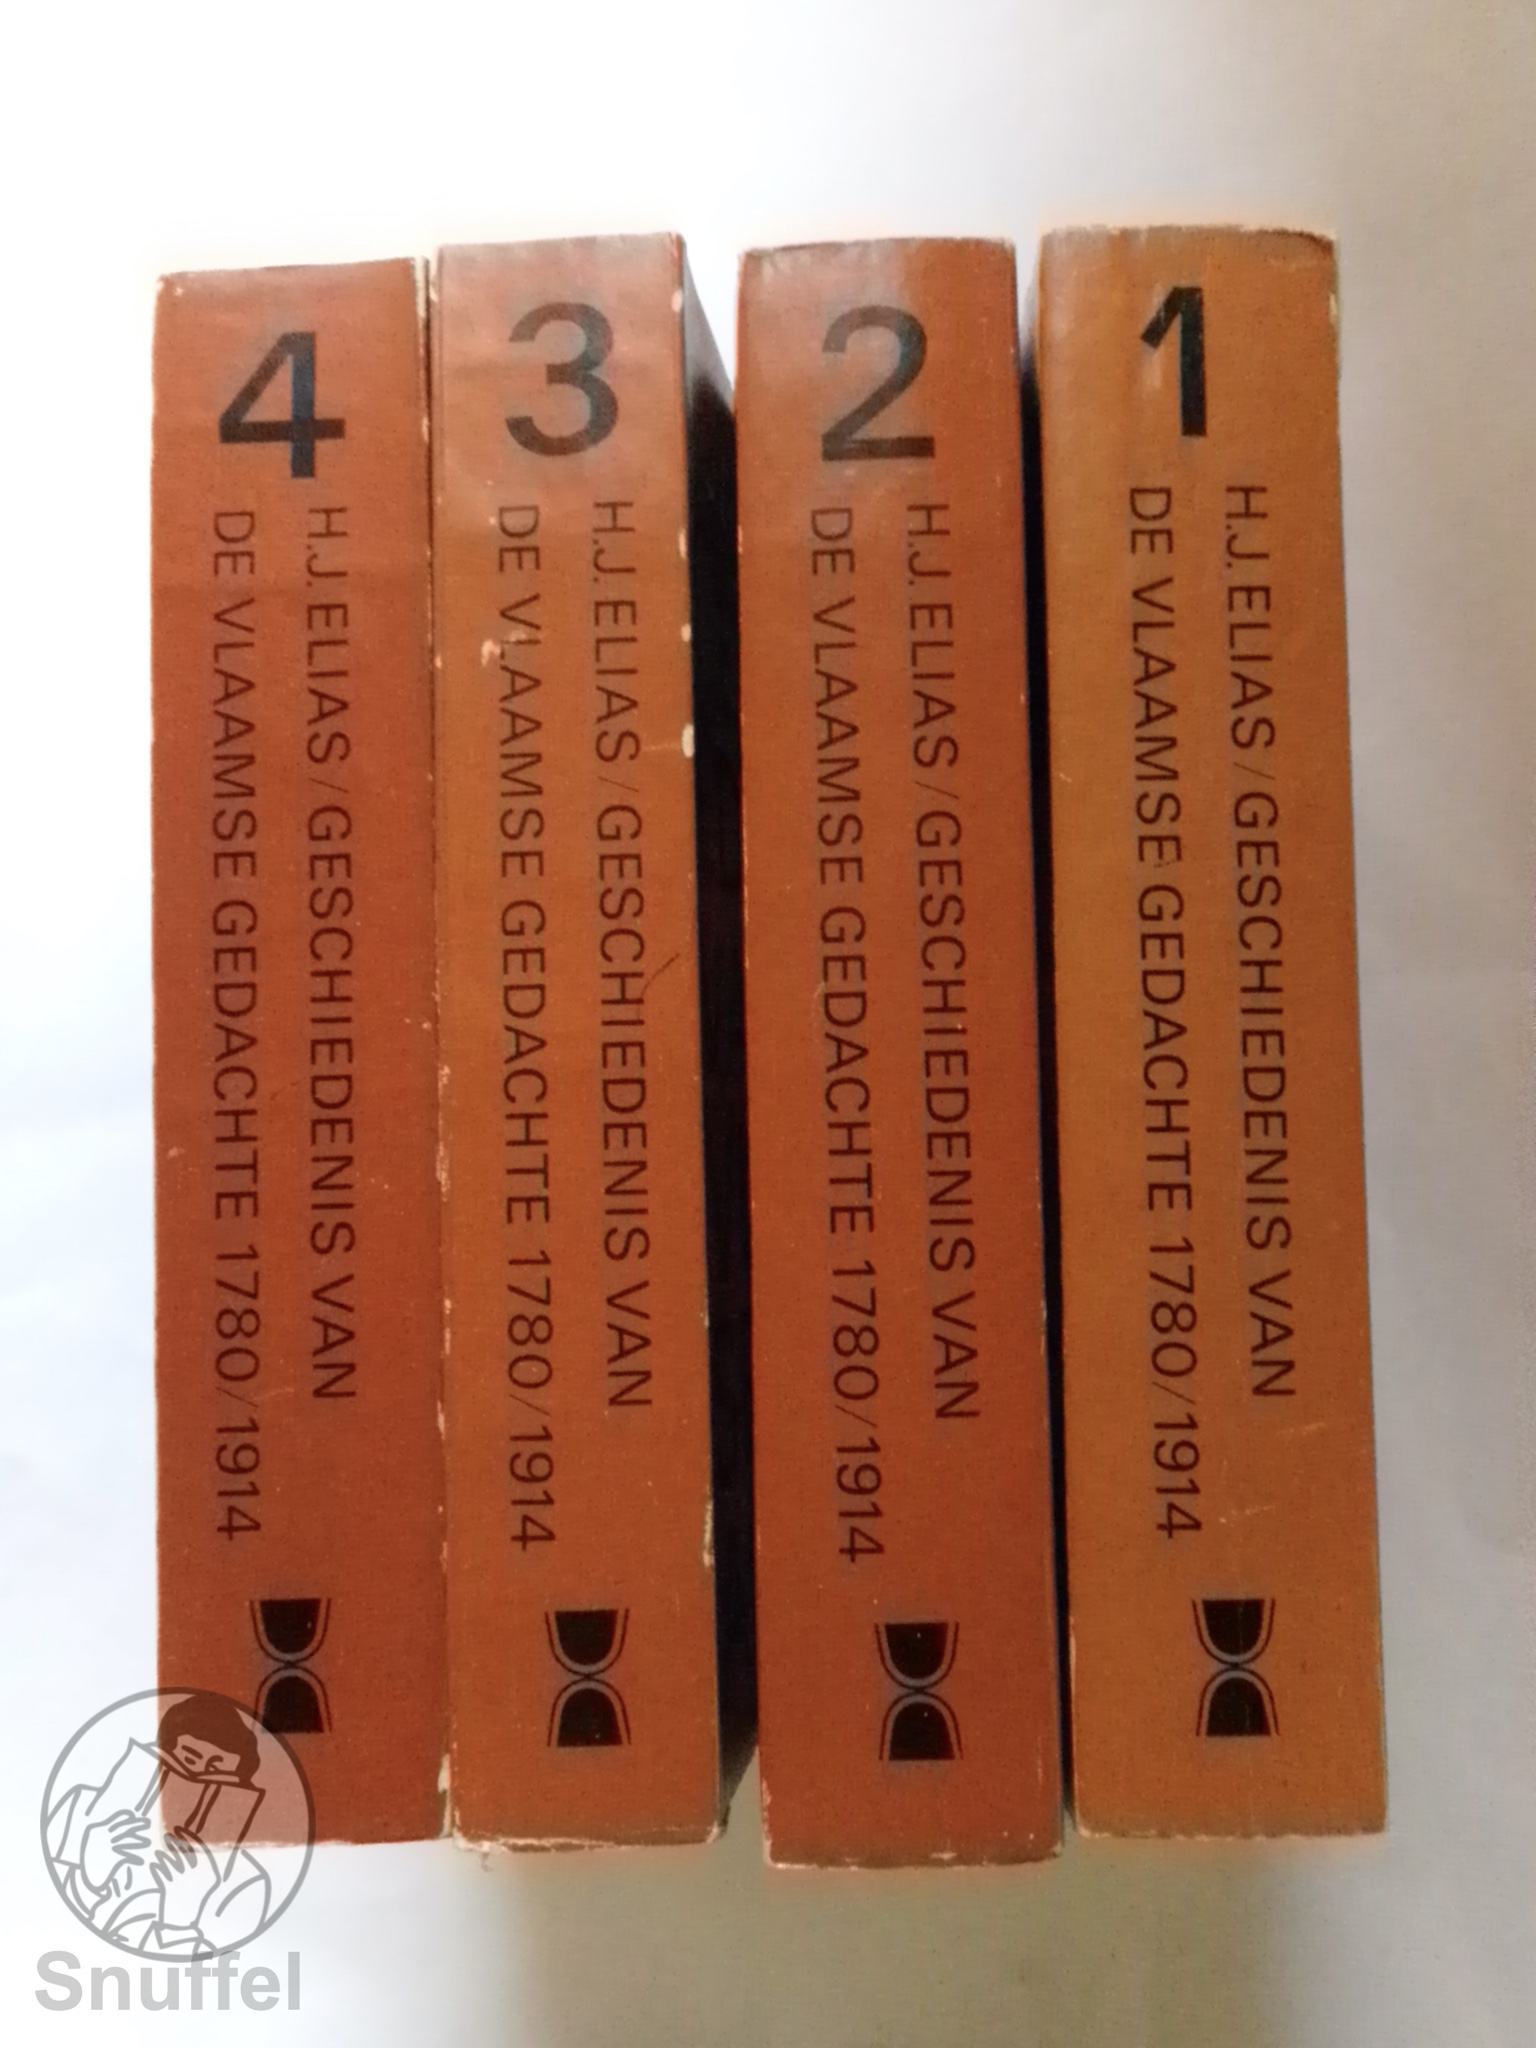 4
H.J. ELIAS/GESCHIEDENIS VAN
DE VLAAMSE GEDACHTE 1780/1914
3
H.J. ELIAS/GESCHIEDENIS VAN
DE VLAAMSE GEDACHTE 1780/1914
2
H.J. ELIAS/GESCHIEDENIS VAN
DE VLAAMSE GEDACHTE 1780/1914
1
H.J. ELIAS/GESCHIEDENIS VAN
DE VLAAMSE GEDACHTE 1780/1914
Snuffel